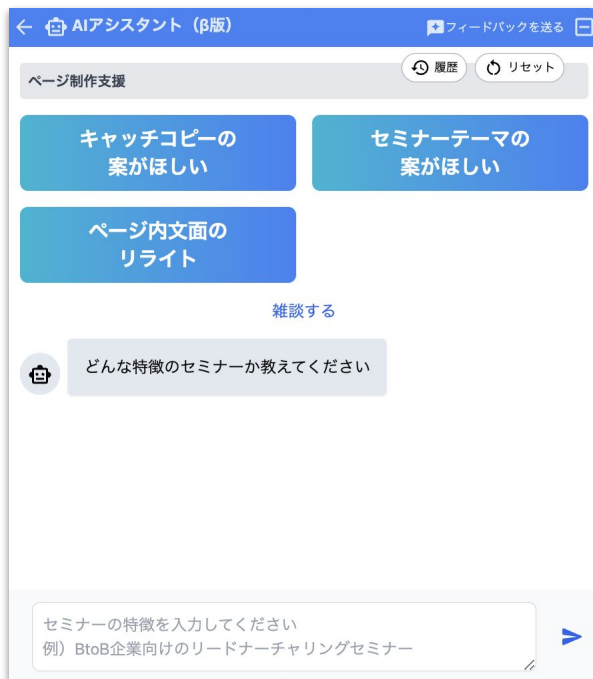 AIアシスタント（β版）
フィードバックを送る
ページ制作支援
履歴
リセット
キャッチコピーの
案がほしい
セミナーテーマの
案がほしい
ページ内文面の
リライト
雑談する
どんな特徴のセミナーか教えてください
セミナーの特徴を入力してください
例）BtoB企業向けのリードナーチャリングセミナー